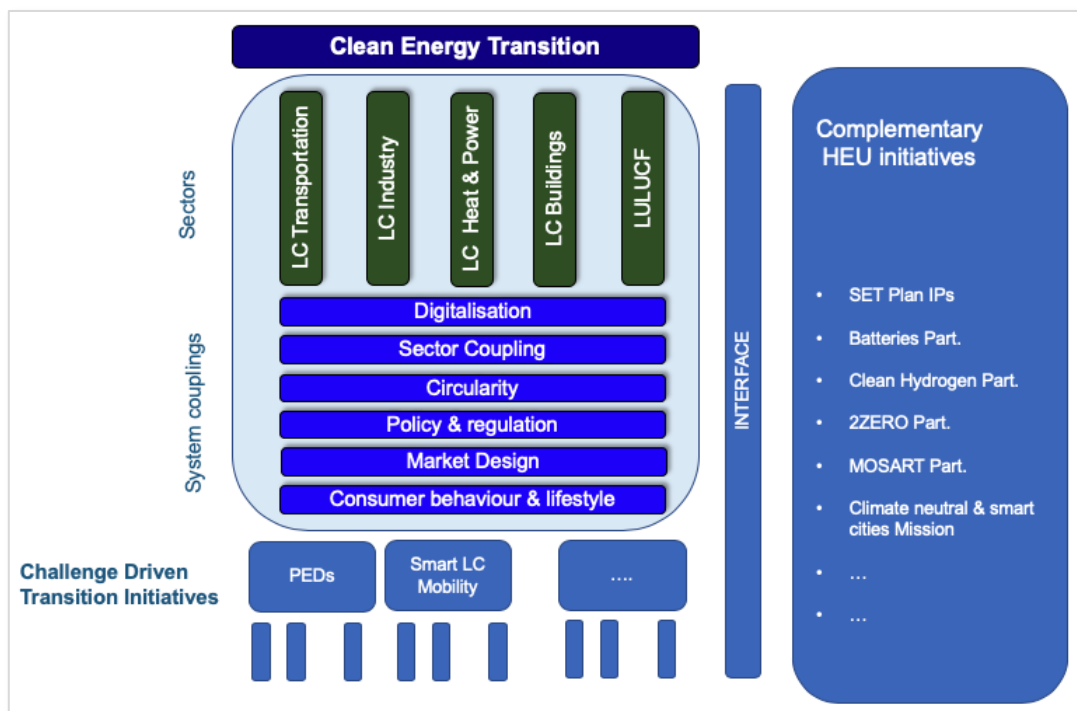 Clean Energy Transition
Sectors
LC Transportation
LC Industry
LC Heat & Power
LC Buildings
LULUCF
System couplings
Digitalisation
Sector Coupling
Circularity
Policy & regulation
Market Design
Consumer behaviour & lifestyle
Challenge Driven
Transition Initiatives
PEDs
Smart LC
Mobility
....
INTERFACE
Complementary
HEU initiatives
• SET Plan IPs
• Batteries Part.
• Clean Hydrogen Part.
• 2ZERO Part.
• MOSART Part.
• Climate neutral & smart
cities Mission
• ...
• ...